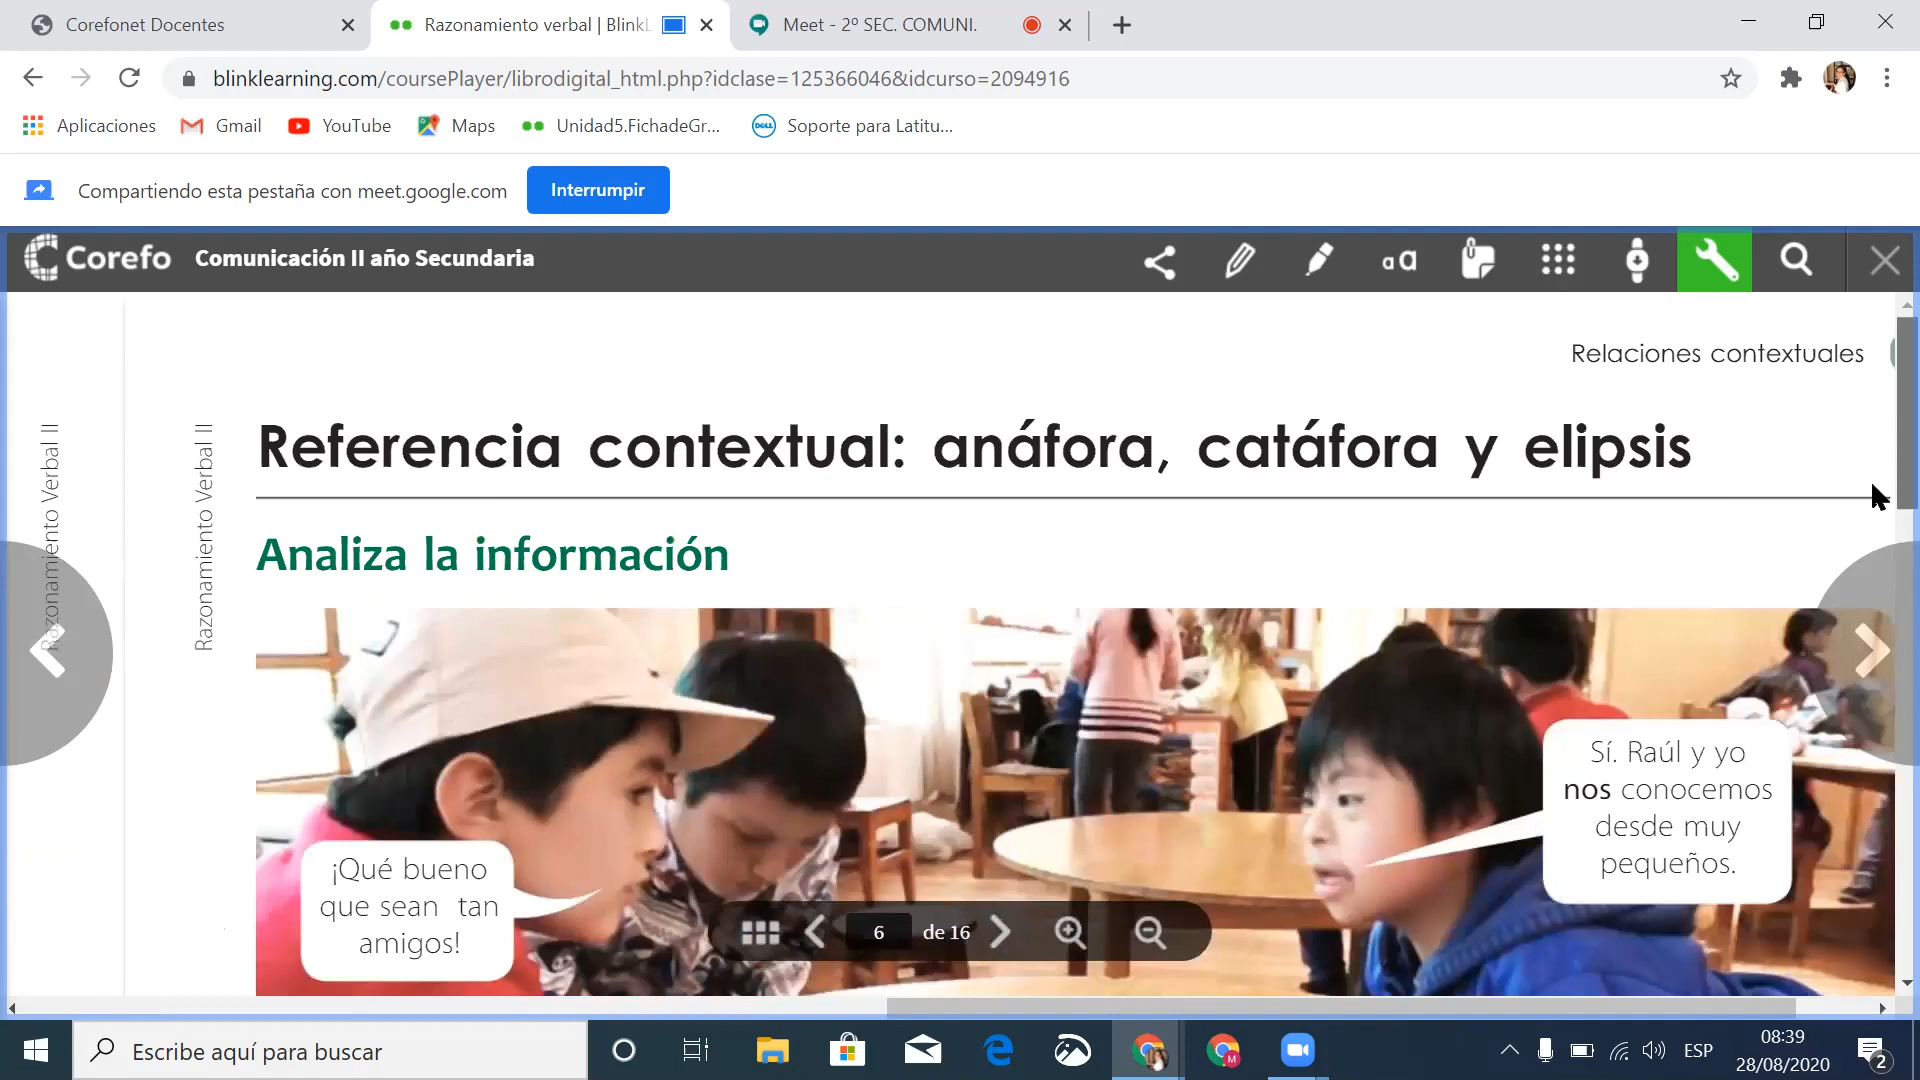 Corefonet Docentes
Razonamiento verbal | BlinkL
Meet - 2º SEC. COMUNI.
blinklearning.com/coursePlayer/librodigital_html.php?idclase=125366046&idcurso=2094916
Aplicaciones
Gmail
YouTube
Maps
Unidad5.FichadeGr...
DELL
Soporte para Latitu...
Compartiendo esta pestaña con meet.google.com
Interrumpir
Corefo
Comunicación II año Secundaria
aa
Relaciones contextuales
Razonamiento Verbal II
Razonamiento Verbal II
Referencia contextual: anáfora, catáfora y elipsis
Analiza la información
¡Qué bueno
que sean tan
amigos!
Sí. Raúl y yo
nos conocemos
desde muy
pequeños.
6 de 16
Escribe aquí para buscar
M
ESP
08:39
28/08/2020
2